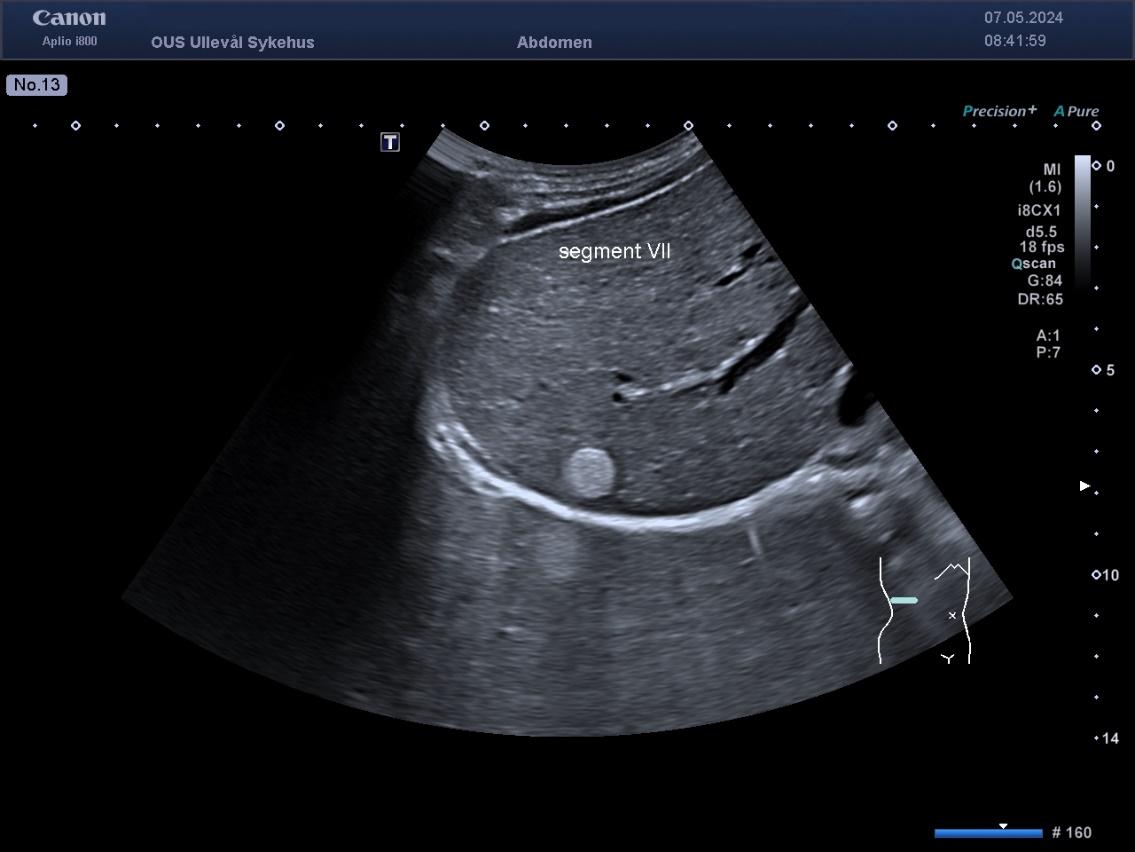 Canon
Aplio i800
OUS Ullevål Sykehus
Abdomen
07.05.2024
08:41:59
No.13
Precision+ A Pure
T
MI
(1.6)
i8CX1
d5.5
18 fps
Qscan
G:84
DR:65
A:1
P:7
0
5
10
14
segment VII
# 160